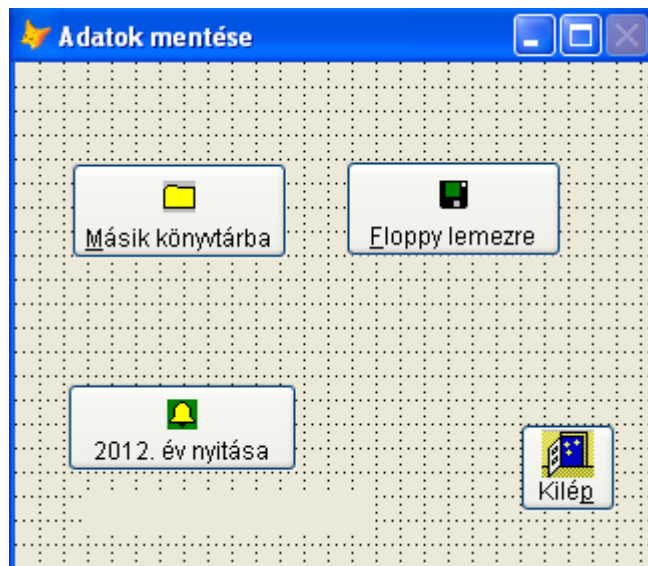 Adatok mentése
Másik könyvtárba
Floppy lemezre
2012. év nyitása
Kilép